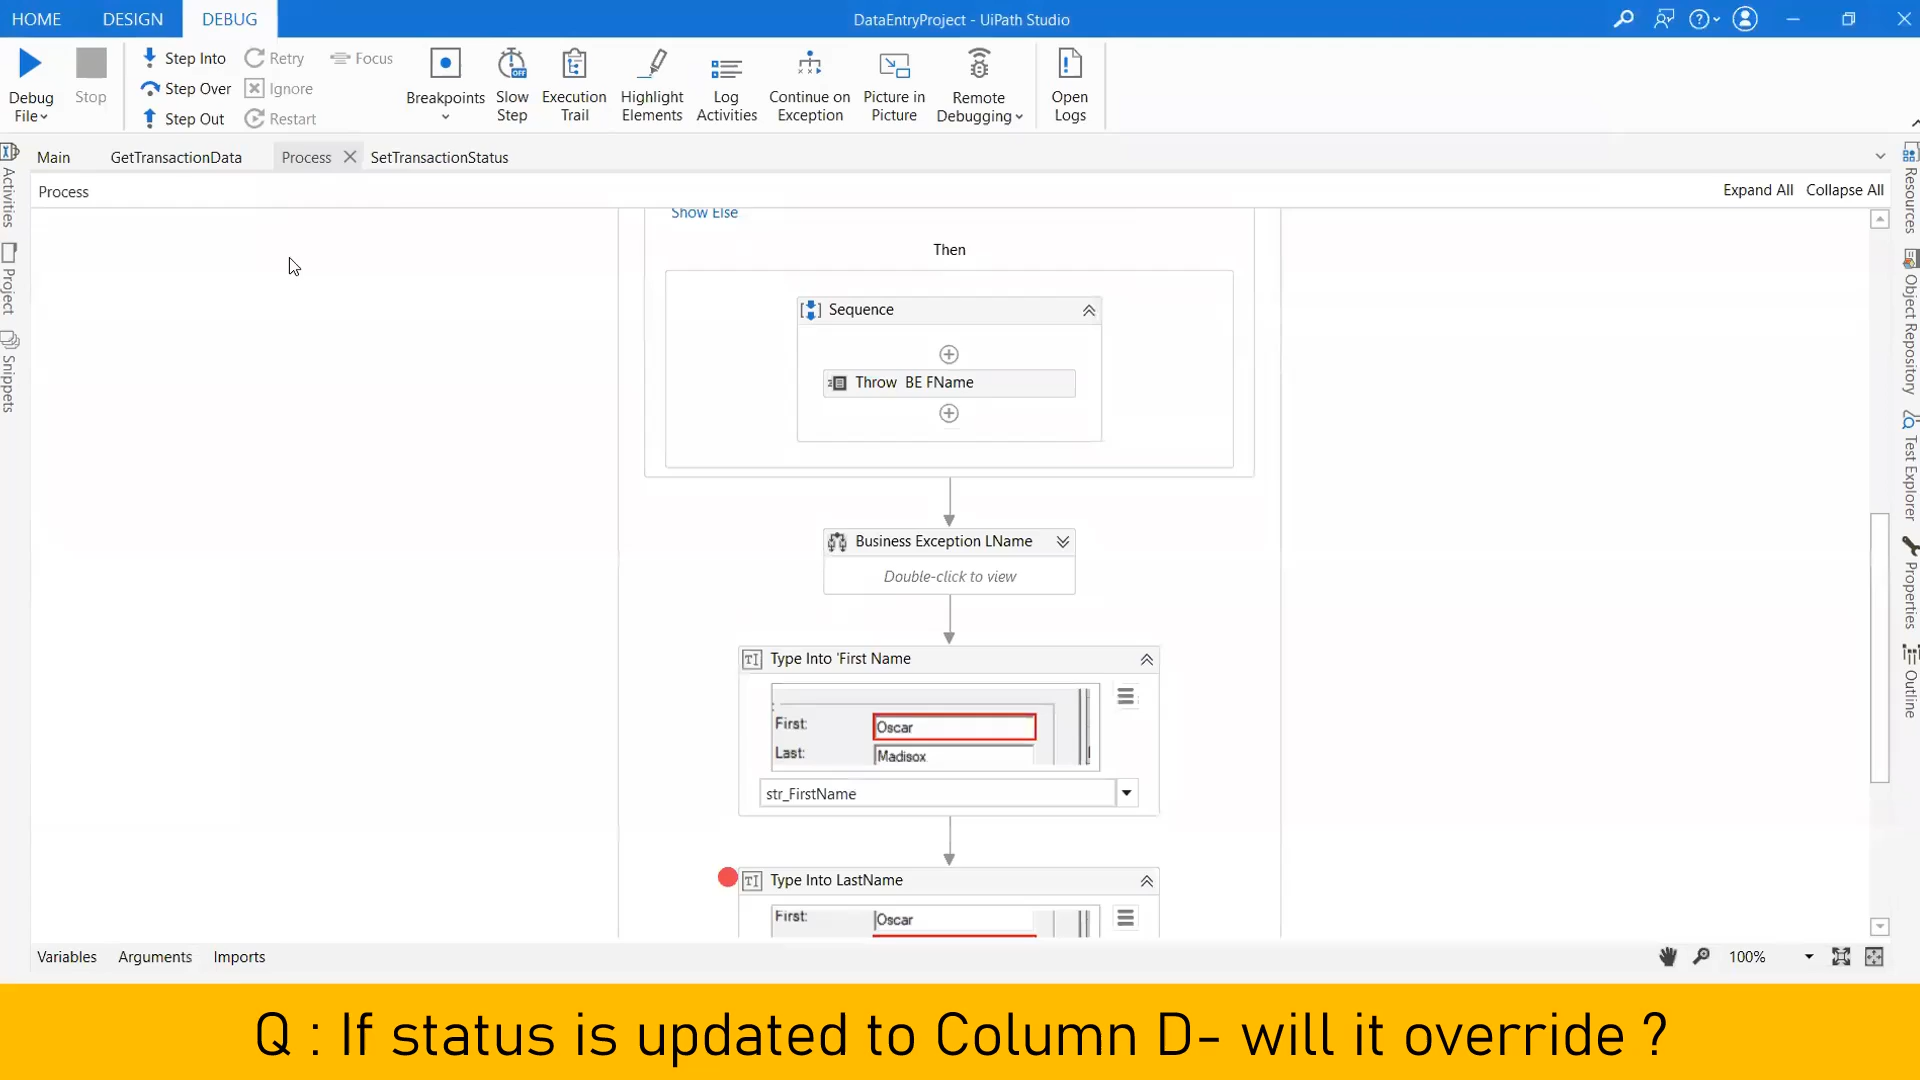 HOME DESIGN DEBUG DataEntryProject - UiPath Studio
Debug File
Stop
Step Into
Step Over
Step Out
Retry
Ignore
Restart
Focus
Breakpoints
Slow Step
Execution Trail
Highlight Elements
Log Activities
Continue on Exception
Picture in Picture
Remote Debugging
Open Logs
Main GetTransactionData Process SetTransactionStatus
Process Expand All Collapse All
Activities
Project
Snippets
Show Else
Then
Sequence
Throw BE FName
Business Exception LName
Double-click to view
Type Into 'First Name
First: Oscar
Last: Madisox
str_FirstName
Type Into LastName
First: Oscar
Resources
Object Repository
Test Explorer
Properties
Outline
Variables Arguments Imports 100%
Q : If status is updated to Column D- will it override ?